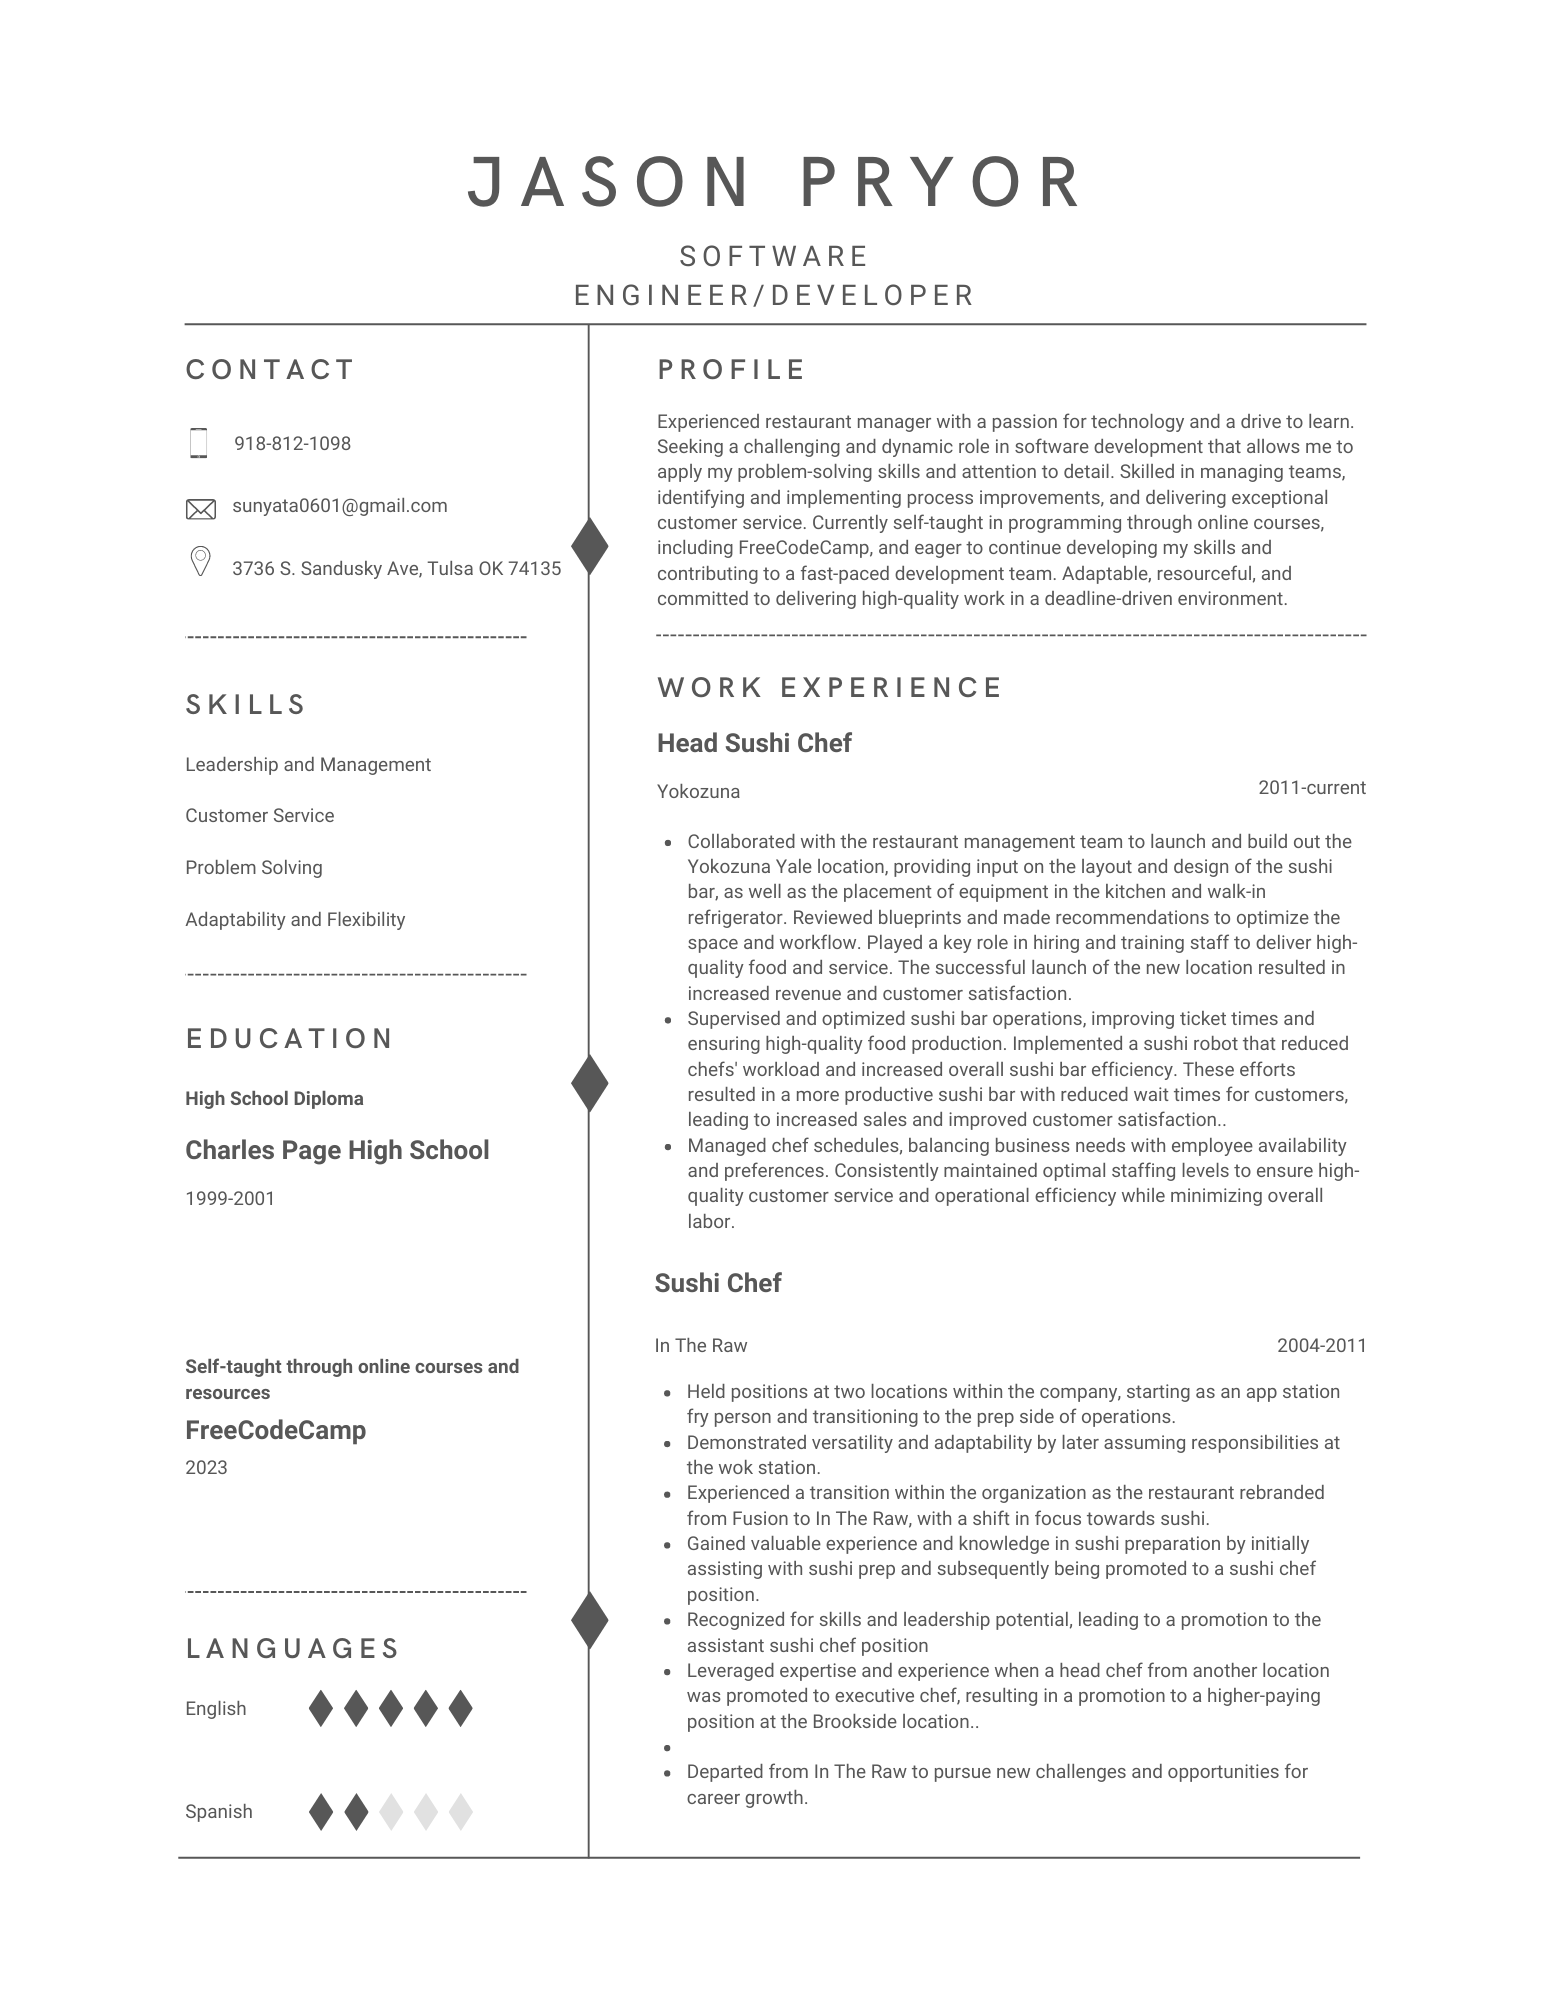 JASON PRYOR
SOFTWARE
ENGINEER/DEVELOPER
CONTACT
918-812-1098
sunyata0601@gmail.com
3736 S. Sandusky Ave, Tulsa OK 74135
SKILLS
Leadership and Management
Customer Service
Problem Solving
Adaptability and Flexibility
EDUCATION
High School Diploma
Charles Page High School
1999-2001
Self-taught through online courses and
resources
FreeCodeCamp
2023
LANGUAGES
English
Spanish
PROFILE
Experienced restaurant manager with a passion for technology and a drive to learn.
Seeking a challenging and dynamic role in software development that allows me to
apply my problem-solving skills and attention to detail. Skilled in managing teams,
identifying and implementing process improvements, and delivering exceptional
customer service. Currently self-taught in programming through online courses,
including FreeCodeCamp, and eager to continue developing my skills and
contributing to a fast-paced development team. Adaptable, resourceful, and
committed to delivering high-quality work in a deadline-driven environment.
WORK EXPERIENCE
Head Sushi Chef
Yokozuna 2011-current
• Collaborated with the restaurant management team to launch and build out the
Yokozuna Yale location, providing input on the layout and design of the sushi
bar, as well as the placement of equipment in the kitchen and walk-in
refrigerator. Reviewed blueprints and made recommendations to optimize the
space and workflow. Played a key role in hiring and training staff to deliver high-
quality food and service. The successful launch of the new location resulted in
increased revenue and customer satisfaction.
• Supervised and optimized sushi bar operations, improving ticket times and
ensuring high-quality food production. Implemented a sushi robot that reduced
chefs' workload and increased overall sushi bar efficiency. These efforts
resulted in a more productive sushi bar with reduced wait times for customers,
leading to increased sales and improved customer satisfaction..
• Managed chef schedules, balancing business needs with employee availability
and preferences. Consistently maintained optimal staffing levels to ensure high-
quality customer service and operational efficiency while minimizing overall
labor.
Sushi Chef
In The Raw 2004-2011
• Held positions at two locations within the company, starting as an app station
fry person and transitioning to the prep side of operations.
• Demonstrated versatility and adaptability by later assuming responsibilities at
the wok station.
• Experienced a transition within the organization as the restaurant rebranded
from Fusion to In The Raw, with a shift in focus towards sushi.
• Gained valuable experience and knowledge in sushi preparation by initially
assisting with sushi prep and subsequently being promoted to a sushi chef
position.
• Recognized for skills and leadership potential, leading to a promotion to the
assistant sushi chef position
• Leveraged expertise and experience when a head chef from another location
was promoted to executive chef, resulting in a promotion to a higher-paying
position at the Brookside location..
•
• Departed from In The Raw to pursue new challenges and opportunities for
career growth.